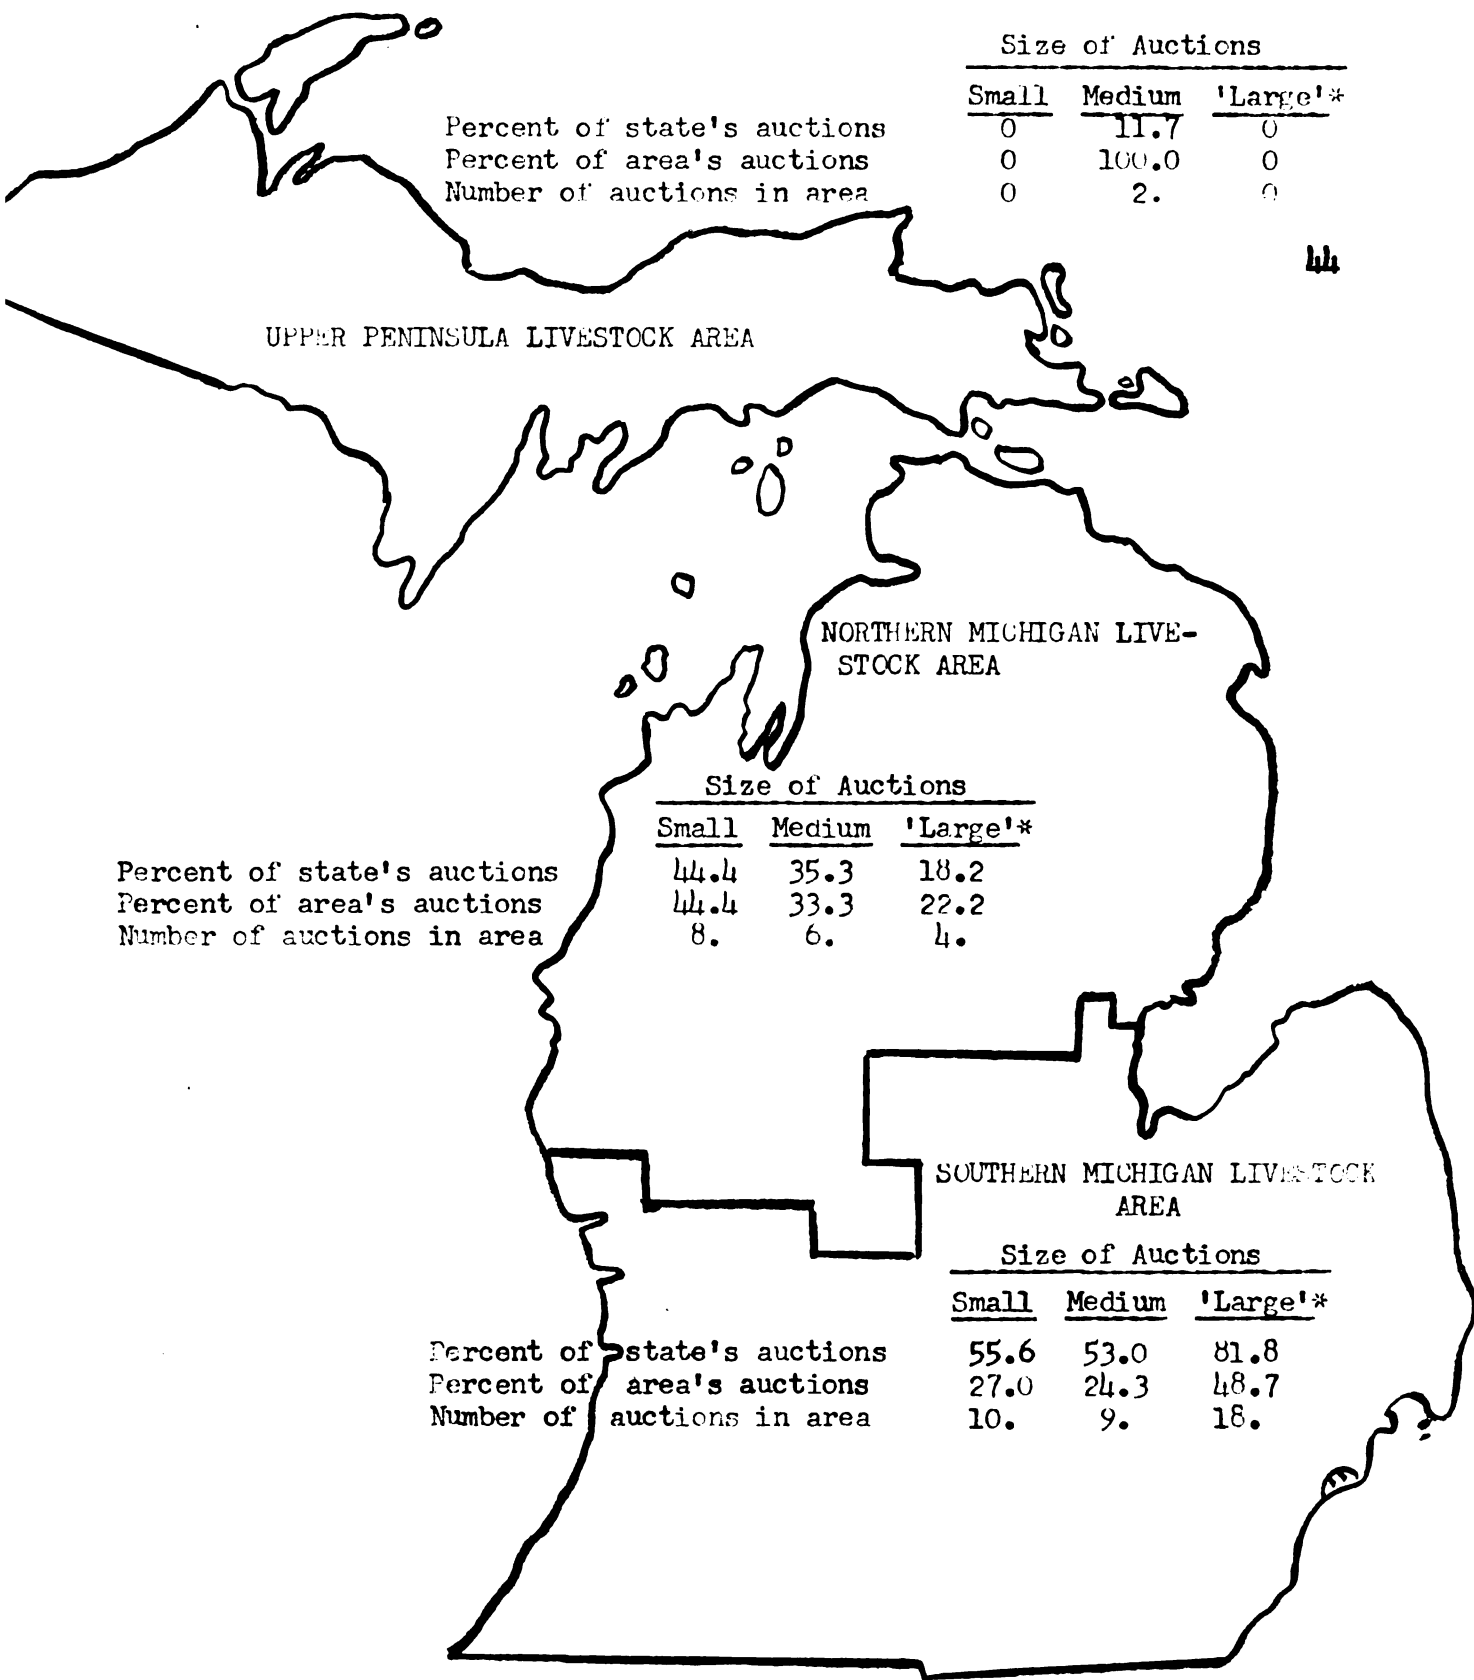 Size of Auctions
Small Medium 'Large'*
Percent of state's auctions 0 11.7 0
Percent of area's auctions 0 100.0 0
Number of auctions in area 0 2. 0
44
UPPER PENINSULA LIVESTOCK AREA
NORTHERN MICHIGAN LIVE-
STOCK AREA
Size of Auctions
Small Medium 'Large'*
Percent of state's auctions 44.4 35.3 18.2
Percent of area's auctions 44.4 33.3 22.2
Number of auctions in area 8. 6. 4.
SOUTHERN MICHIGAN LIVESTOCK
AREA
Size of Auctions
Small Medium 'Large'*
Percent of state's auctions 55.6 53.0 81.8
Percent of area's auctions 27.0 24.3 48.7
Number of auctions in area 10. 9. 18.